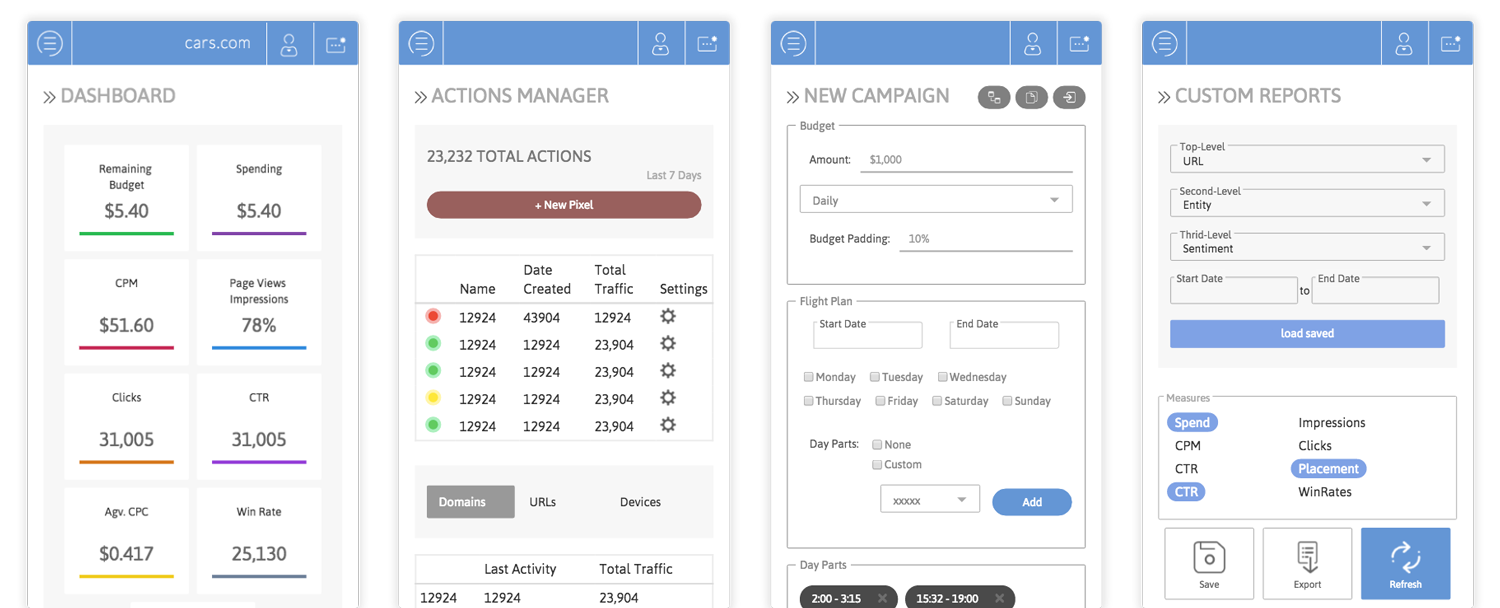 cars.com
DASHBOARD
Remaining
Budget
$5.40
Spending
$5.40
CPM
$51.60
Page Views
Impressions
78%
Clicks
31,005
CTR
31,005
Agv. CPC
$0.417
Win Rate
25,130
ACTIONS MANAGER
23,232 TOTAL ACTIONS
Last 7 Days
+ New Pixel
Name Date Created Total Traffic Settings
12924 43904 12924
12924 12924 23,904
12924 12924 23,904
12924 12924 23,904
12924 12924 23,904
Domains URLs Devices
Last Activity Total Traffic
12924 12924 23,904
NEW CAMPAIGN
Budget
Amount: $1,000
Daily
Budget Padding: 10%
Flight Plan
Start Date End Date
Monday Tuesday Wednesday
Thursday Friday Saturday Sunday
Day Parts: None
Custom
xxxxx Add
Day Parts
2:00 - 3:15 15:32 - 19:00
CUSTOM REPORTS
Top-Level
URL
Second-Level
Entity
Thrid-Level
Sentiment
Start Date to End Date
load saved
Measures
Spend Impressions
CPM Clicks
CTR Placement
CTR WinRates
Save Export Refresh